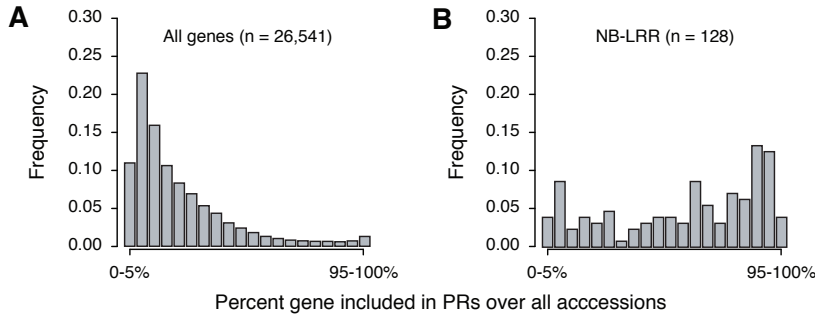 A
All genes (n = 26,541)
Frequency
0.30
0.25
0.20
0.15
0.10
0.05
0.00
0-5%
95-100%
B
NB-LRR (n = 128)
Frequency
0.30
0.25
0.20
0.15
0.10
0.05
0.00
0-5%
95-100%
Percent gene included in PRs over all acccessions